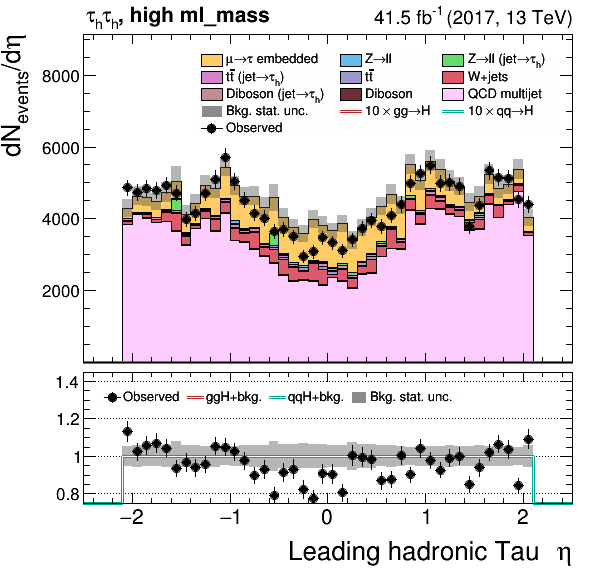 τhτh, high ml_mass 41.5 fb-1 (2017, 13 TeV)
dNevents/dη
8000
6000
4000
2000
μ→τ embedded Z→ll Z→ll (jet→τh)
tt̄ (jet→τh) tt̄ W+jets
Diboson (jet→τh) Diboson QCD multijet
Bkg. stat. unc. 10 × gg→H 10 × qq→H
Observed
1.4
1.2
1
0.8
Observed ggH+bkg. qqH+bkg. Bkg. stat. unc.
−2 −1 0 1 2
Leading hadronic Tau η